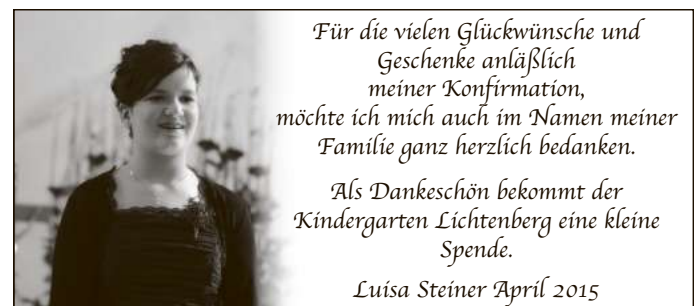 Für die vielen Glückwünsche und
Geschenke anläßlich
meiner Konfirmation,
möchte ich mich auch im Namen meiner
Familie ganz herzlich bedanken.
Als Dankeschön bekommt der
Kindergarten Lichtenberg eine kleine
Spende.
Luisa Steiner April 2015